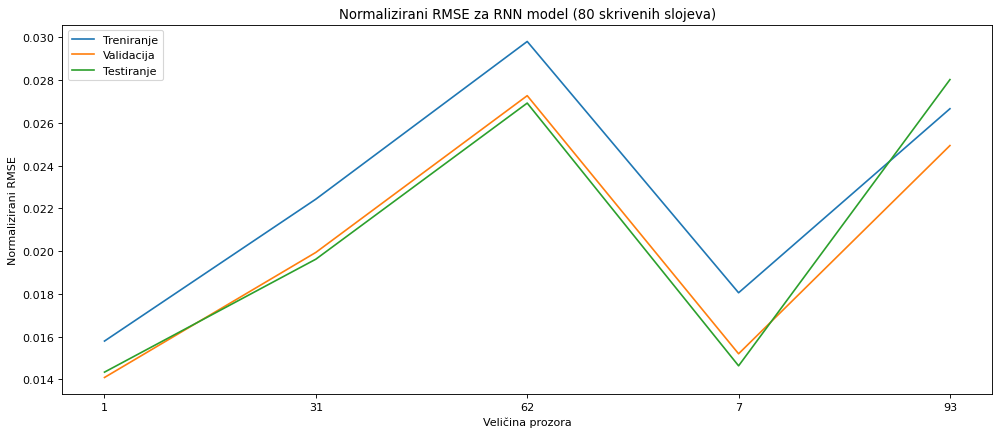 Normalizirani RMSE za RNN model (80 skrivenih slojeva)
Treniranje
Validacija
Testiranje
Normalizirani RMSE
0.030
0.028
0.026
0.024
0.022
0.020
0.018
0.016
0.014
1 31 62 7 93
Veličina prozora